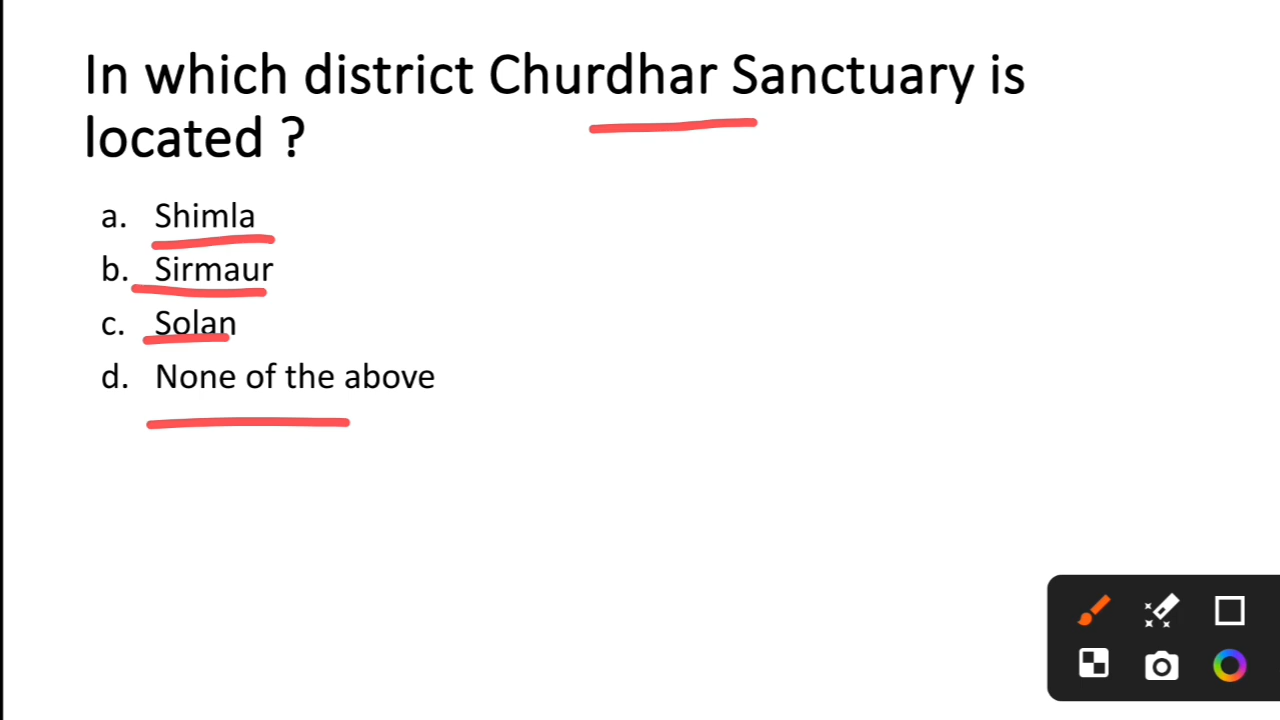 In which district Churdhar Sanctuary is
located ?
a. Shimla
b. Sirmaur
c. Solan
d. None of the above